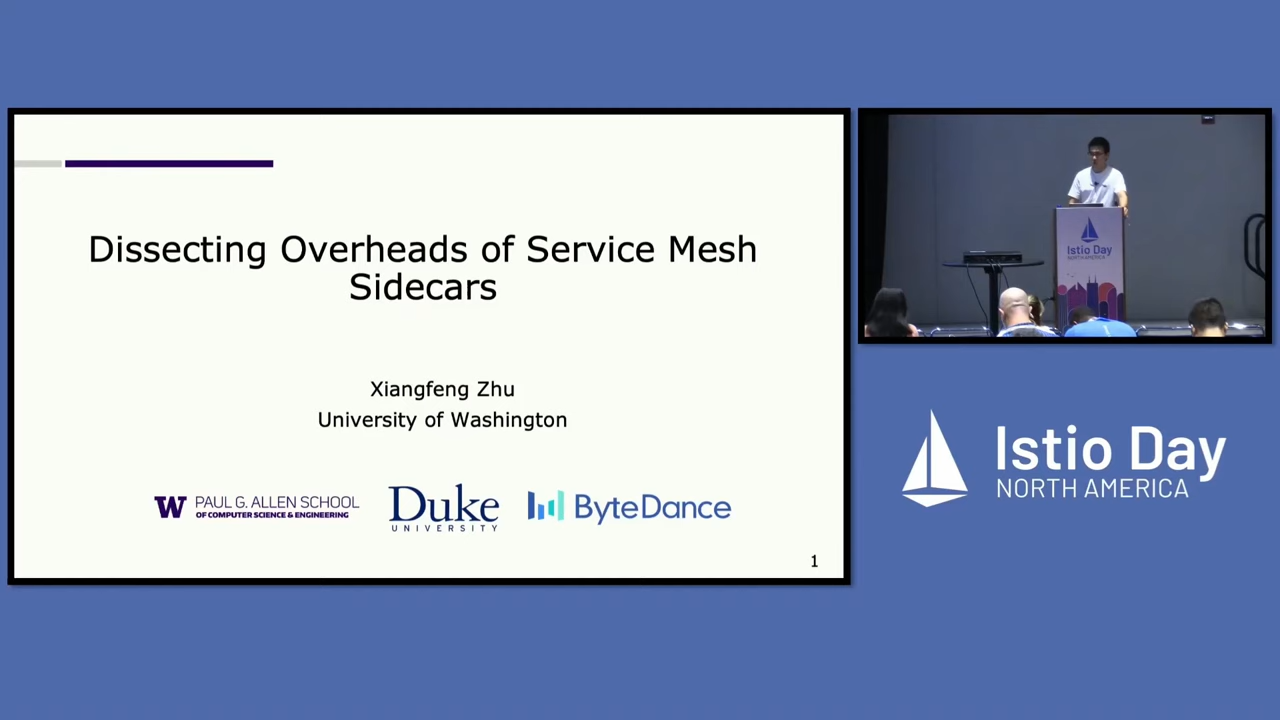 Dissecting Overheads of Service Mesh
Sidecars
Xiangfeng Zhu
University of Washington
W PAUL G. ALLEN SCHOOL
OF COMPUTER SCIENCE & ENGINEERING
Duke
UNIVERSITY
ByteDance
1
Istio Day
NORTH AMERICA
Istio Day
NORTH AMERICA